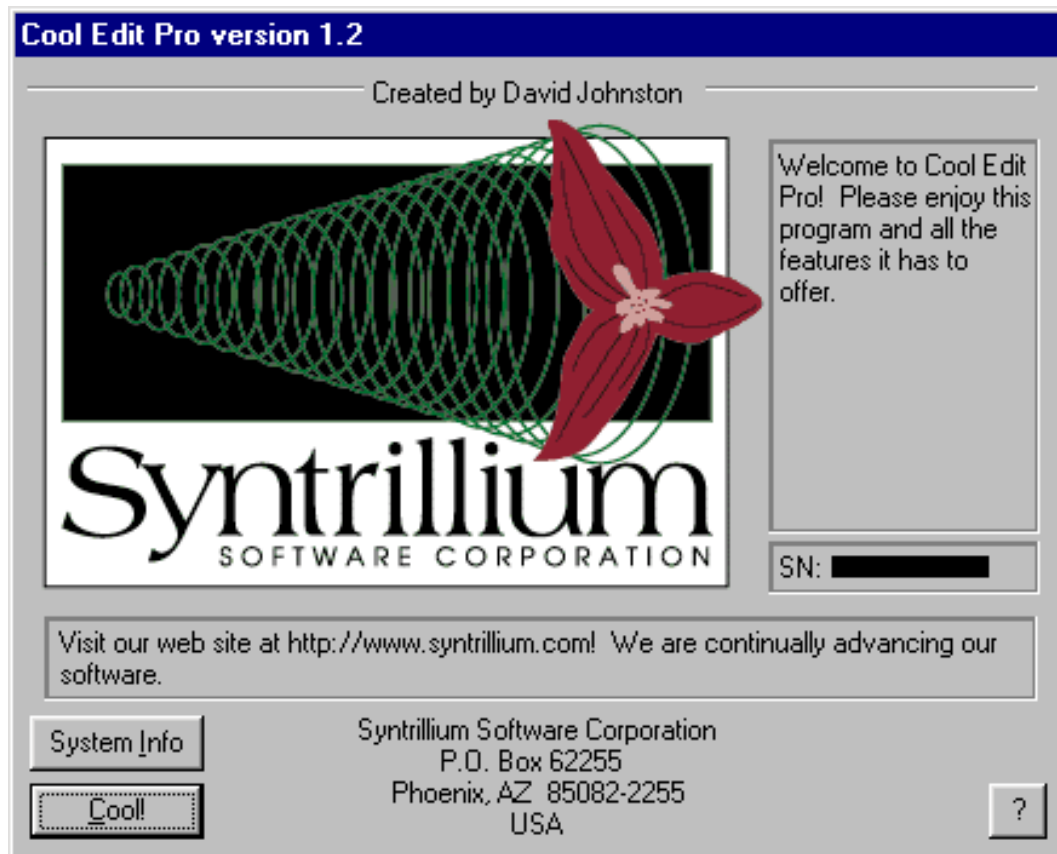 Cool Edit Pro version 1.2
Created by David Johnston
Syntrillium
SOFTWARE CORPORATION
Welcome to Cool Edit
Pro!  Please enjoy this
program and all the
features it has to
offer.
SN:
Visit our web site at http://www.syntrillium.com!  We are continually advancing our
software.
System Info
Cool!
Syntrillium Software Corporation
P.O. Box 62255
Phoenix, AZ  85082-2255
USA
?